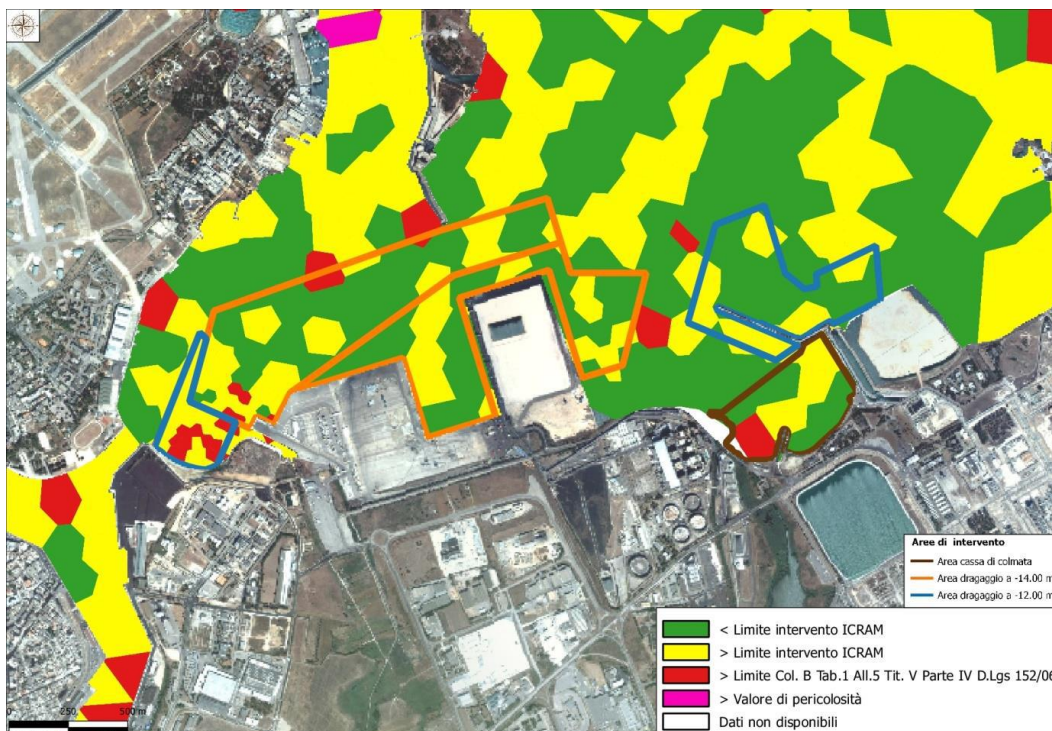 Aree di intervento
Area cassa di colmata
Area dragaggio a -14.00 m
Area dragaggio a -12.00 m
< Limite intervento ICRAM
> Limite intervento ICRAM
> Limite Col. B Tab.1 All.5 Tit. V Parte IV D.Lgs 152/06
> Valore di pericolosità
Dati non disponibili
0 250 500 m